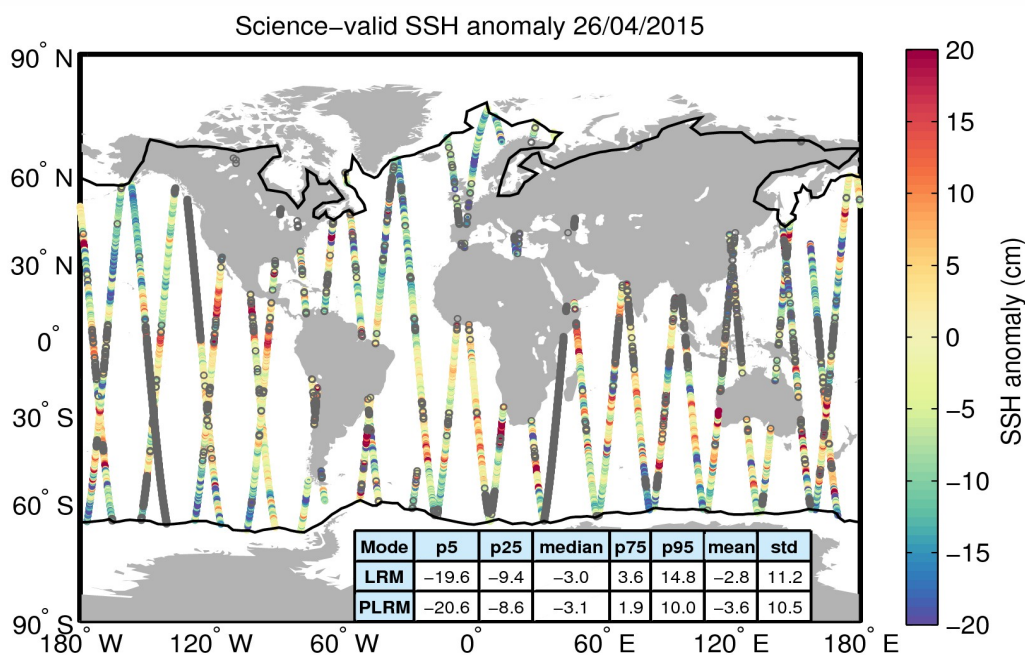 Science−valid SSH anomaly 26/04/2015
90° N
60° N
30° N
0°
30° S
60° S
90° S
180° W
120° W
60° W
0°
60° E
120° E
180° E
Mode p5 p25 median p75 p95 mean std
LRM −19.6 −9.4 −3.0 3.6 14.8 −2.8 11.2
PLRM −20.6 −8.6 −3.1 1.9 10.0 −3.6 10.5
20
15
10
5
0
−5
−10
−15
−20
SSH anomaly (cm)